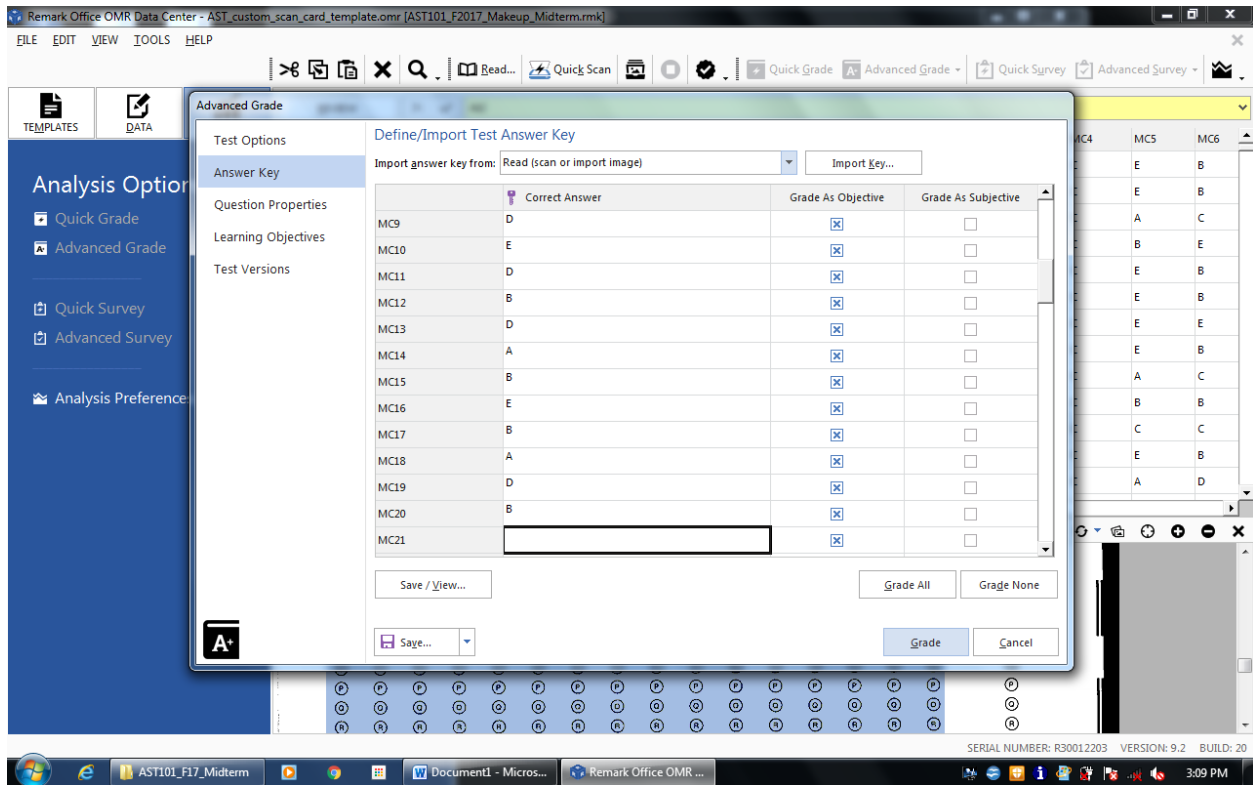 Remark Office OMR Data Center - AST_custom_scan_card_template.omr [AST101_F2017_Makeup_Midterm.rmk]
FILE EDIT VIEW TOOLS HELP
Read... Quick Scan Quick Grade Advanced Grade Quick Survey Advanced Survey
TEMPLATES DATA
Analysis Option
Quick Grade
Advanced Grade
Quick Survey
Advanced Survey
Analysis Preferences
Advanced Grade
Test Options
Answer Key
Question Properties
Learning Objectives
Test Versions
Define/Import Test Answer Key
Import answer key from: Read (scan or import image) Import Key...
Correct Answer Grade As Objective Grade As Subjective
MC9 D
MC10 E
MC11 D
MC12 B
MC13 D
MC14 A
MC15 B
MC16 E
MC17 B
MC18 A
MC19 D
MC20 B
MC21
Save / View... Grade All Grade None
A+ Save... Grade Cancel
MC4 MC5 MC6
E B
E B
A C
B E
E B
E B
E E
E B
A C
B B
C C
E B
A D
P P P P P P P P P P P P P P P P P
Q Q Q Q Q Q Q Q Q Q Q Q Q Q Q Q Q
R R R R R R R R R R R R R R R R R
SERIAL NUMBER: R30012203 VERSION: 9.2 BUILD: 20
AST101_F17_Midterm Document1 - Micros... Remark Office OMR ... 3:09 PM